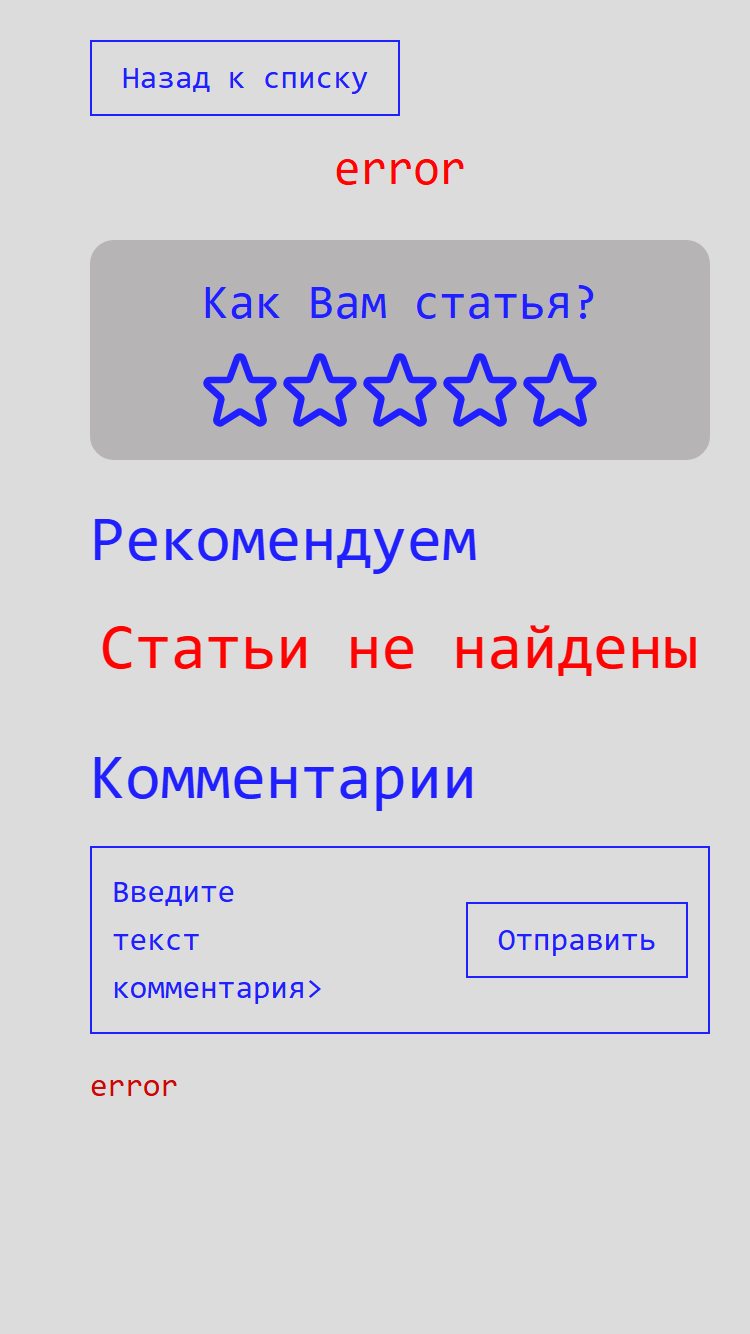 Назад к списку
error
Как Вам статья?
Рекомендуем
Статьи не найдены
Комментарии
Введите
текст
комментария>
Отправить
error